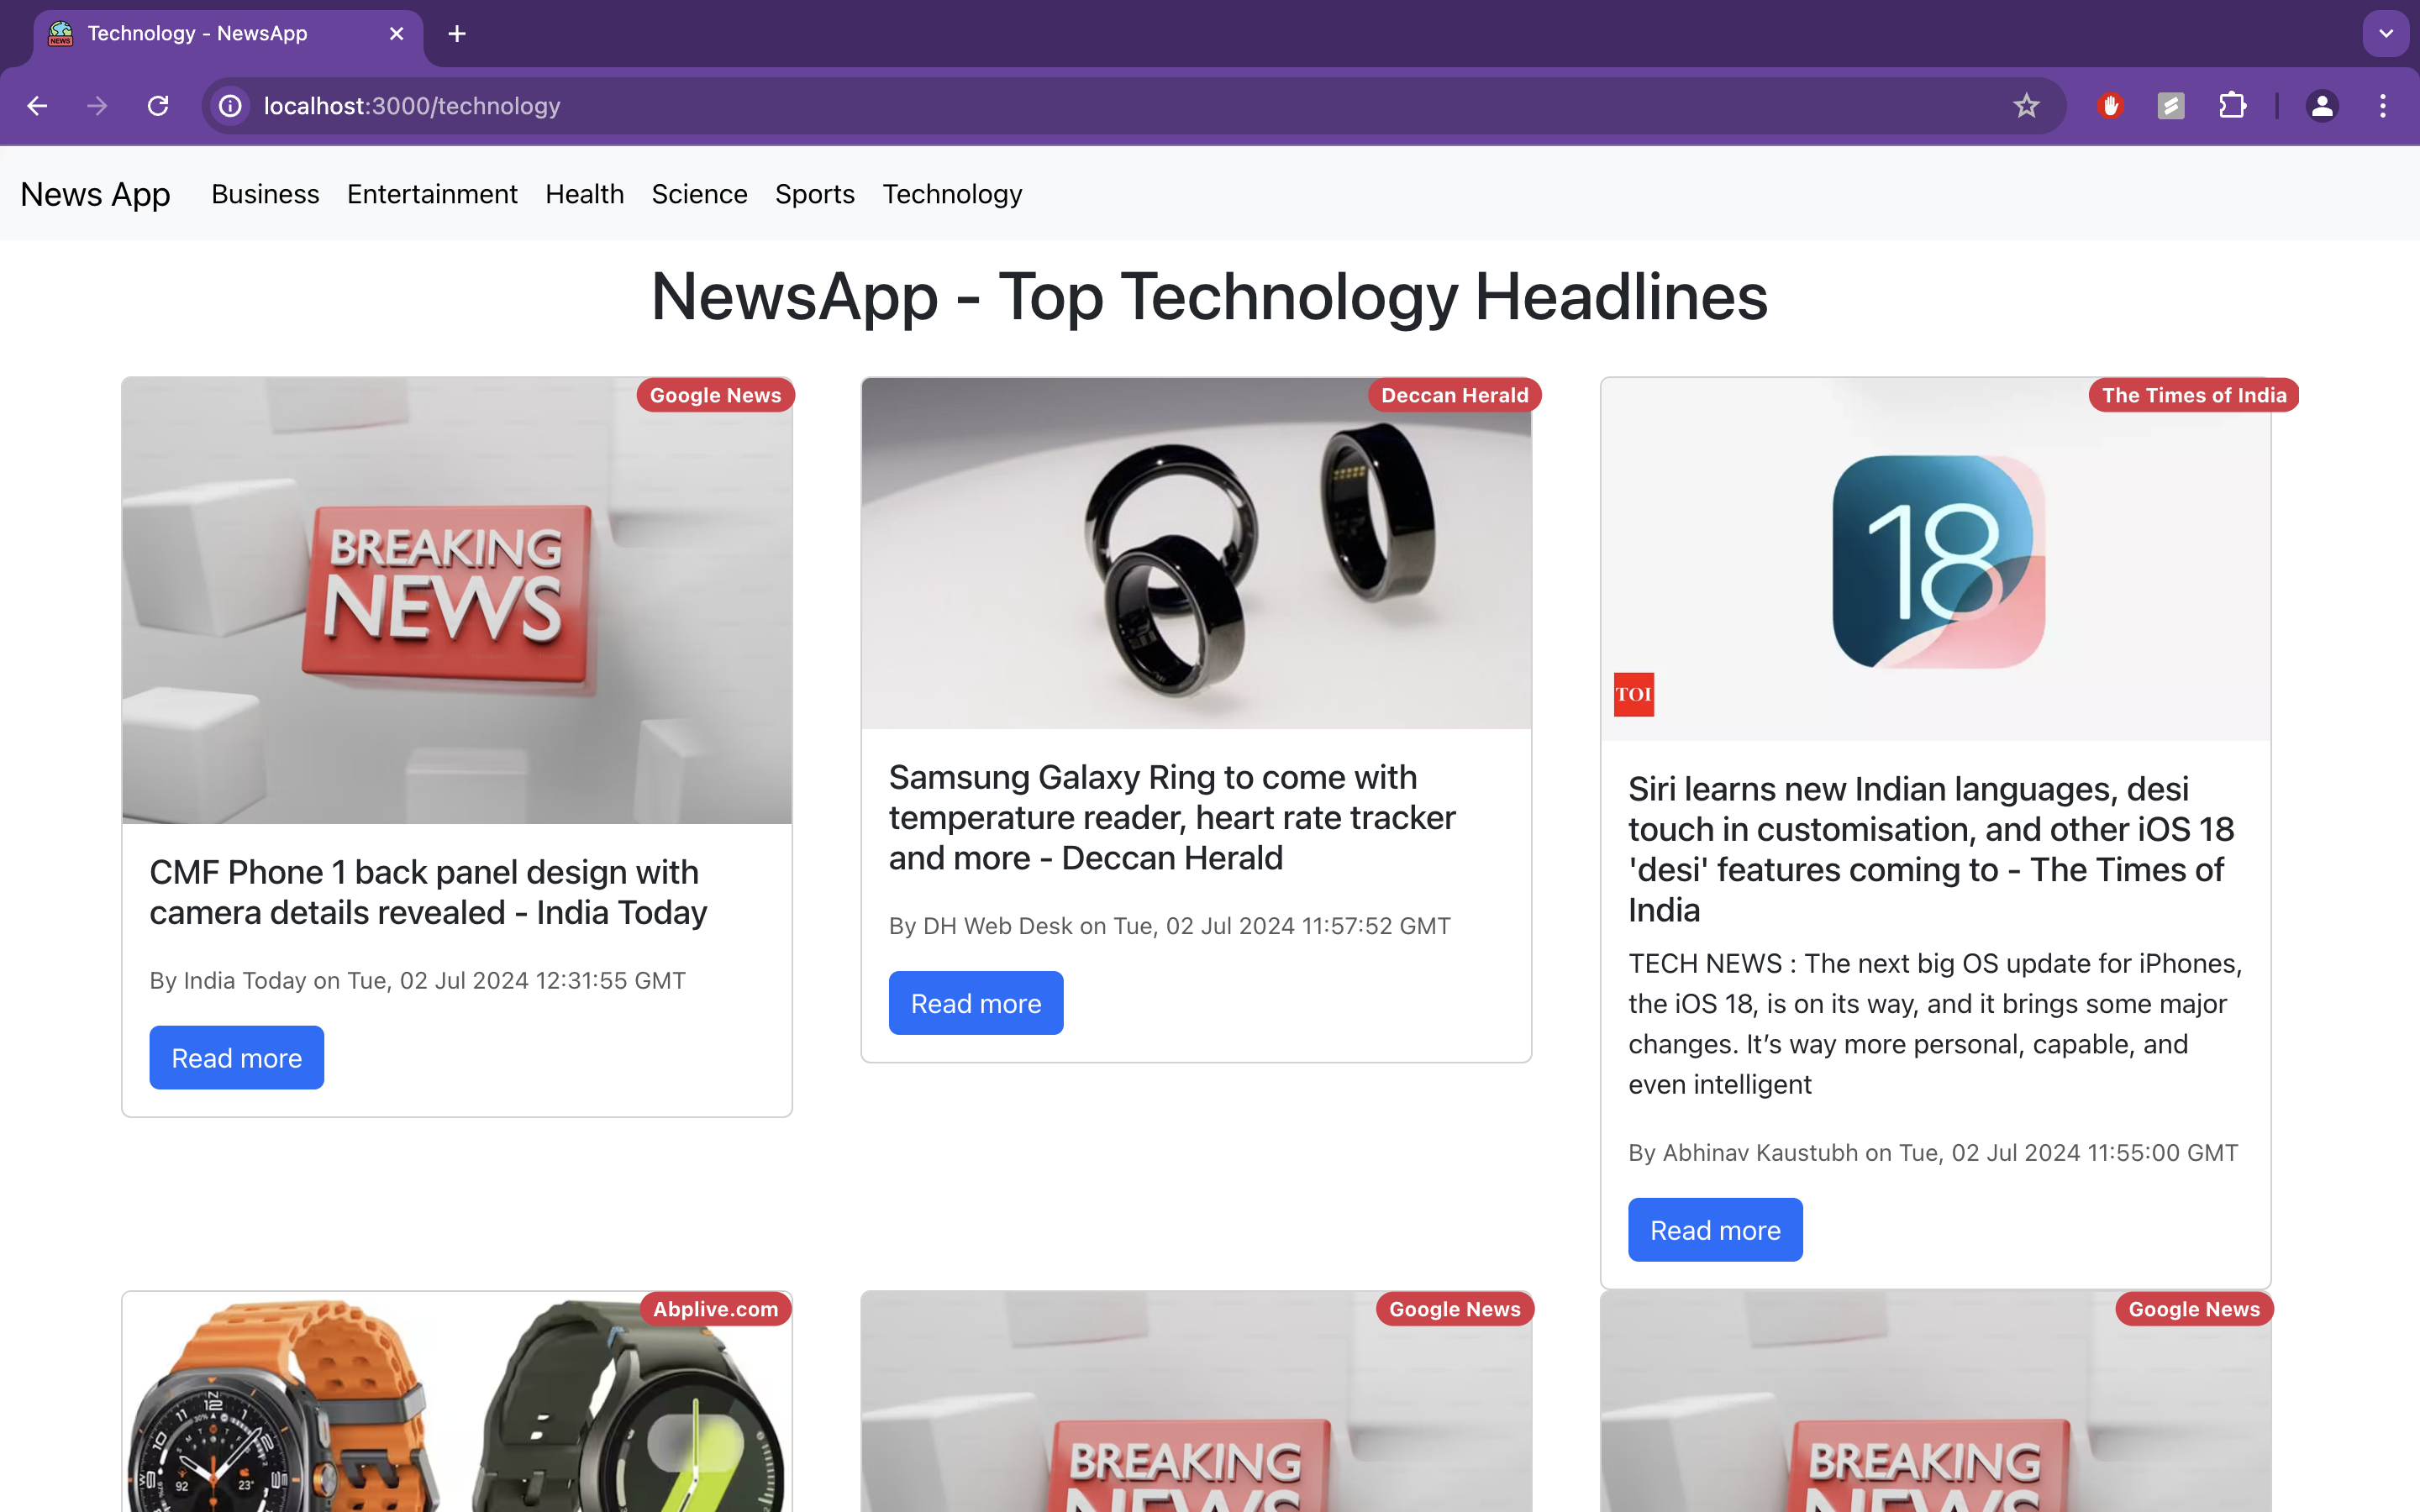 Technology - NewsApp
localhost:3000/technology
News App Business Entertainment Health Science Sports Technology
NewsApp - Top Technology Headlines
Google News
BREAKING
NEWS
CMF Phone 1 back panel design with
camera details revealed - India Today
By India Today on Tue, 02 Jul 2024 12:31:55 GMT
Read more
Deccan Herald
Samsung Galaxy Ring to come with
temperature reader, heart rate tracker
and more - Deccan Herald
By DH Web Desk on Tue, 02 Jul 2024 11:57:52 GMT
Read more
The Times of India
18
TOI
Siri learns new Indian languages, desi
touch in customisation, and other iOS 18
'desi' features coming to - The Times of
India
TECH NEWS : The next big OS update for iPhones,
the iOS 18, is on its way, and it brings some major
changes. It’s way more personal, capable, and
even intelligent
By Abhinav Kaustubh on Tue, 02 Jul 2024 11:55:00 GMT
Read more
Abplive.com
Google News
BREAKING
NEWS
Google News
BREAKING
NEWS